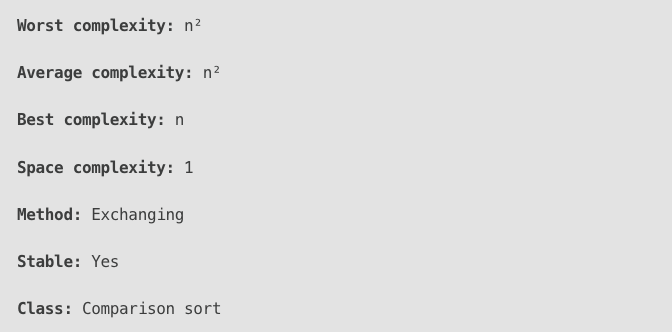 Worst complexity: n²
Average complexity: n²
Best complexity: n
Space complexity: 1
Method: Exchanging
Stable: Yes
Class: Comparison sort